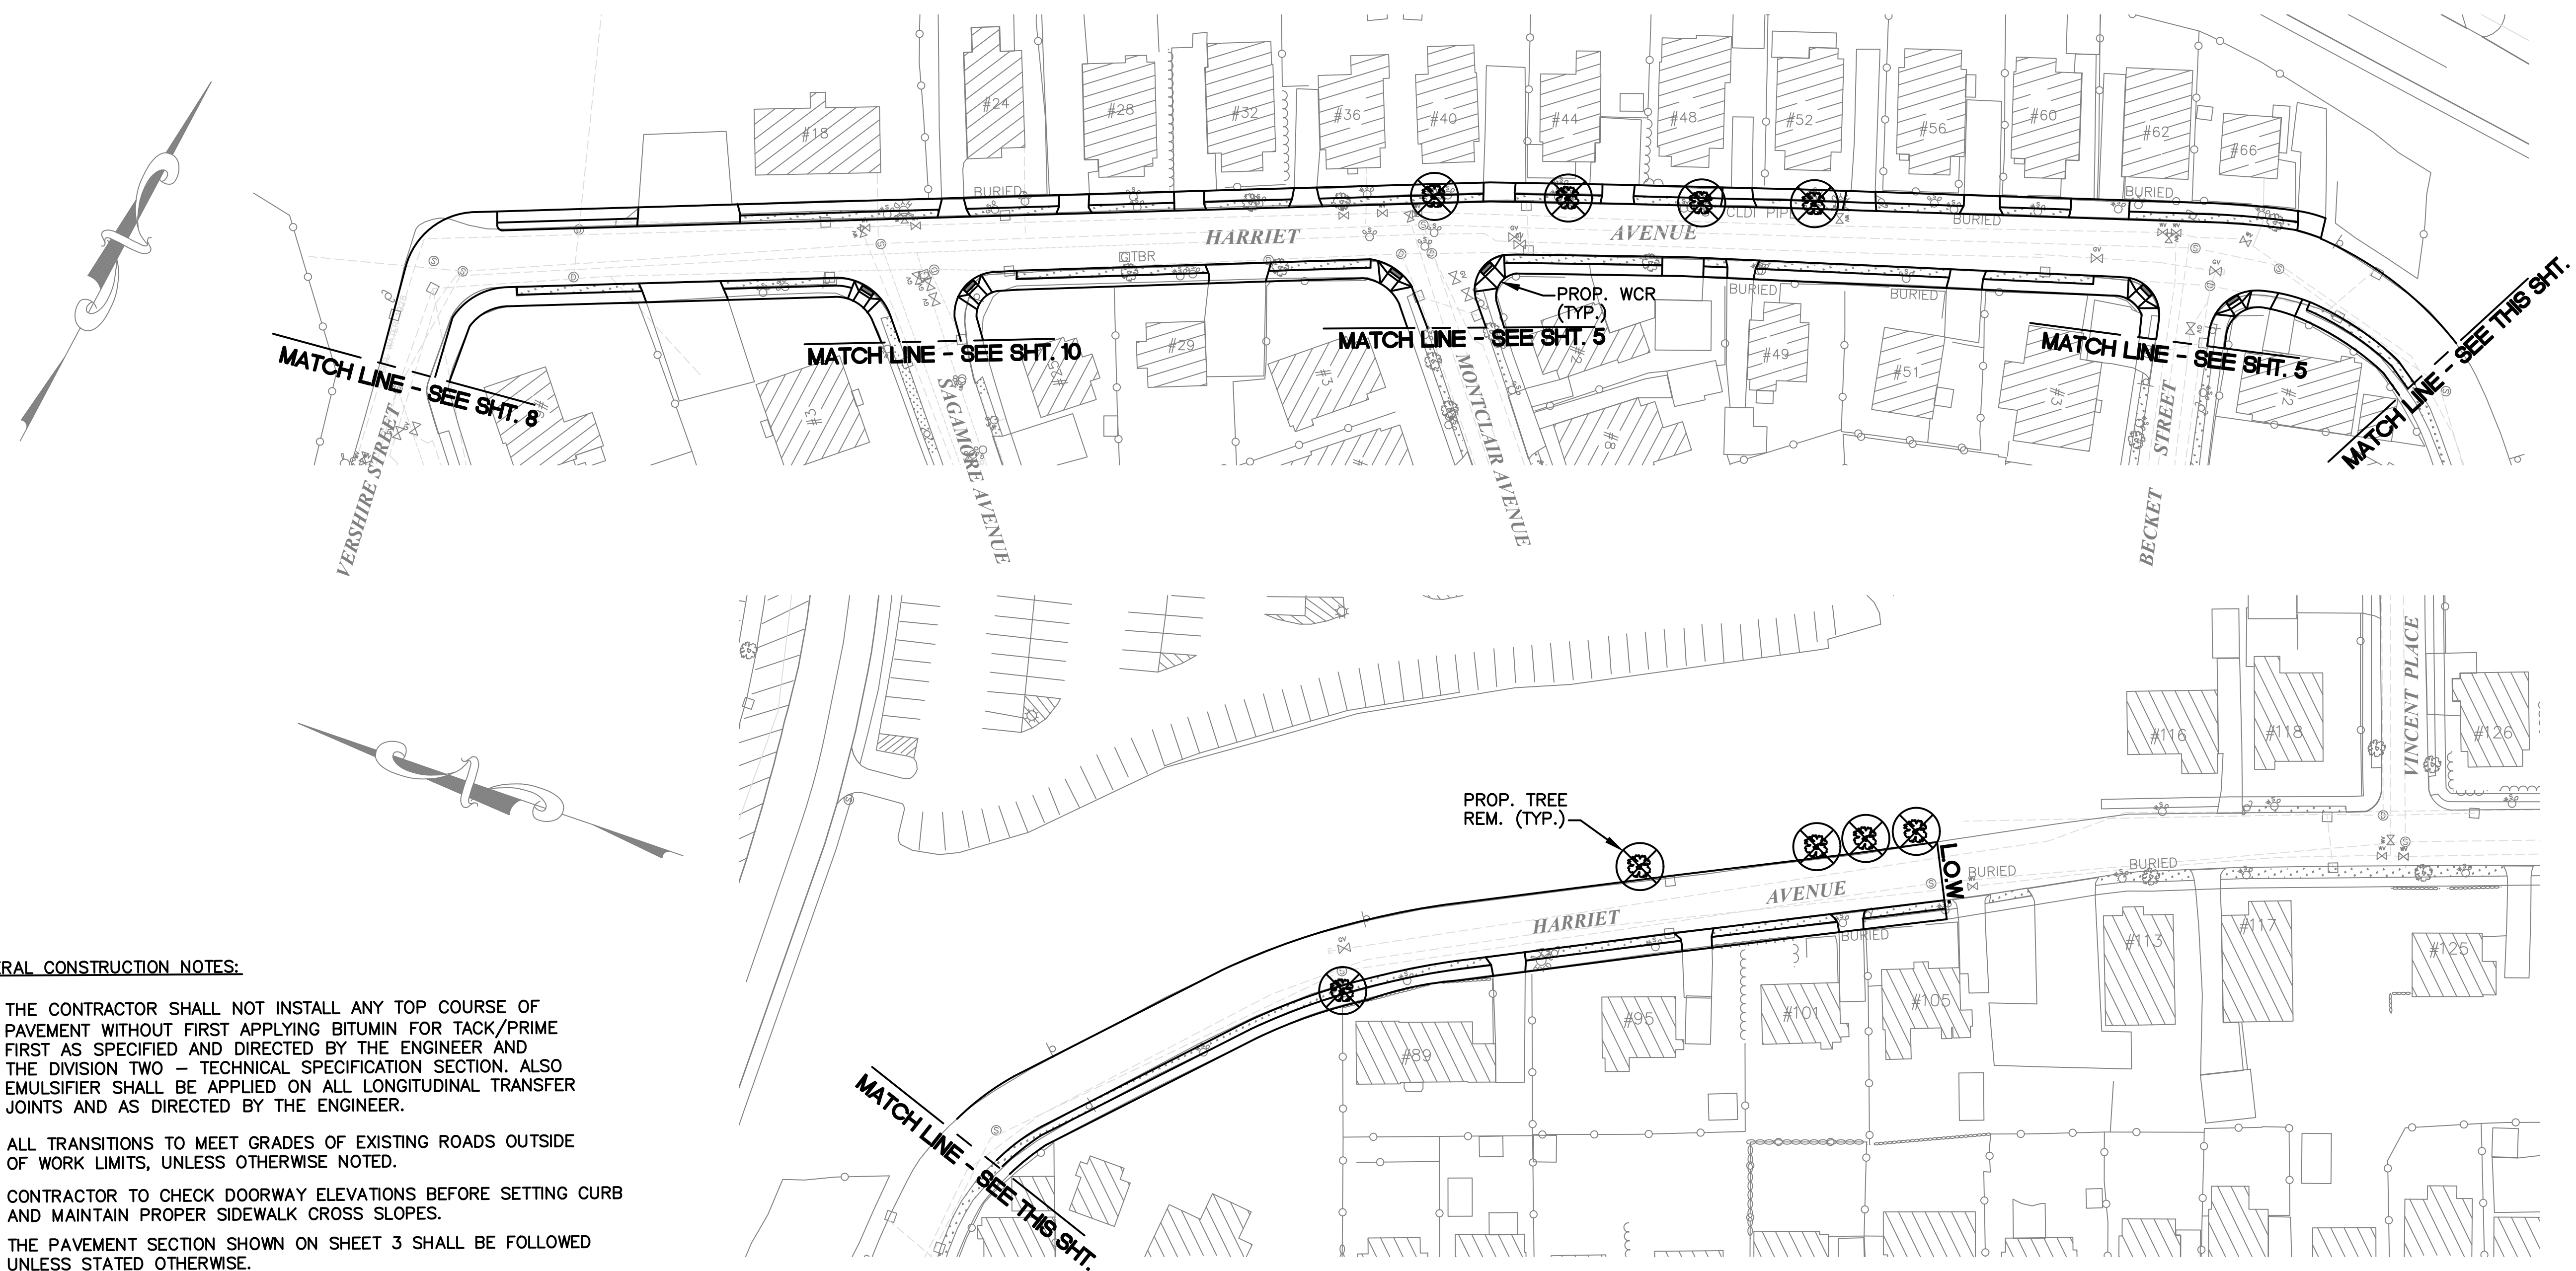 #18
#24
#28
#32
#36
#40
#44
#48
#52
#56
#60
#62
#66
BURIED
BURIED
CLDI PIP
BURIED
HARRIET
AVENUE
GTBR
BURIED
BURIED
PROP. WCR
(TYP.)
MATCH LINE - SEE SHT. 8
MATCH LINE - SEE SHT. 10
MATCH LINE - SEE SHT. 5
MATCH LINE - SEE SHT. 5
MATCH LINE - SEE THIS SHT.
#3
#25
#29
#3
#2
#8
#49
#51
#3
#2
VERSHIRE STREET
SAGAMORE AVENUE
MONTCLAIR AVENUE
BECKET
STREET
VINCENT PLACE
#116
#118
#126
PROP. TREE
REM. (TYP.)
L.O.W.
BURIED
BURIED
HARRIET
AVENUE
BURIED
#89
#95
#101
#105
#113
#117
#125
MATCH LINE - SEE THIS SHT.
ERAL CONSTRUCTION NOTES:
THE CONTRACTOR SHALL NOT INSTALL ANY TOP COURSE OF
PAVEMENT WITHOUT FIRST APPLYING BITUMIN FOR TACK/PRIME
FIRST AS SPECIFIED AND DIRECTED BY THE ENGINEER AND
THE DIVISION TWO – TECHNICAL SPECIFICATION SECTION. ALSO
EMULSIFIER SHALL BE APPLIED ON ALL LONGITUDINAL TRANSFER
JOINTS AND AS DIRECTED BY THE ENGINEER.
ALL TRANSITIONS TO MEET GRADES OF EXISTING ROADS OUTSIDE
OF WORK LIMITS, UNLESS OTHERWISE NOTED.
CONTRACTOR TO CHECK DOORWAY ELEVATIONS BEFORE SETTING CURB
AND MAINTAIN PROPER SIDEWALK CROSS SLOPES.
THE PAVEMENT SECTION SHOWN ON SHEET 3 SHALL BE FOLLOWED
UNLESS STATED OTHERWISE.